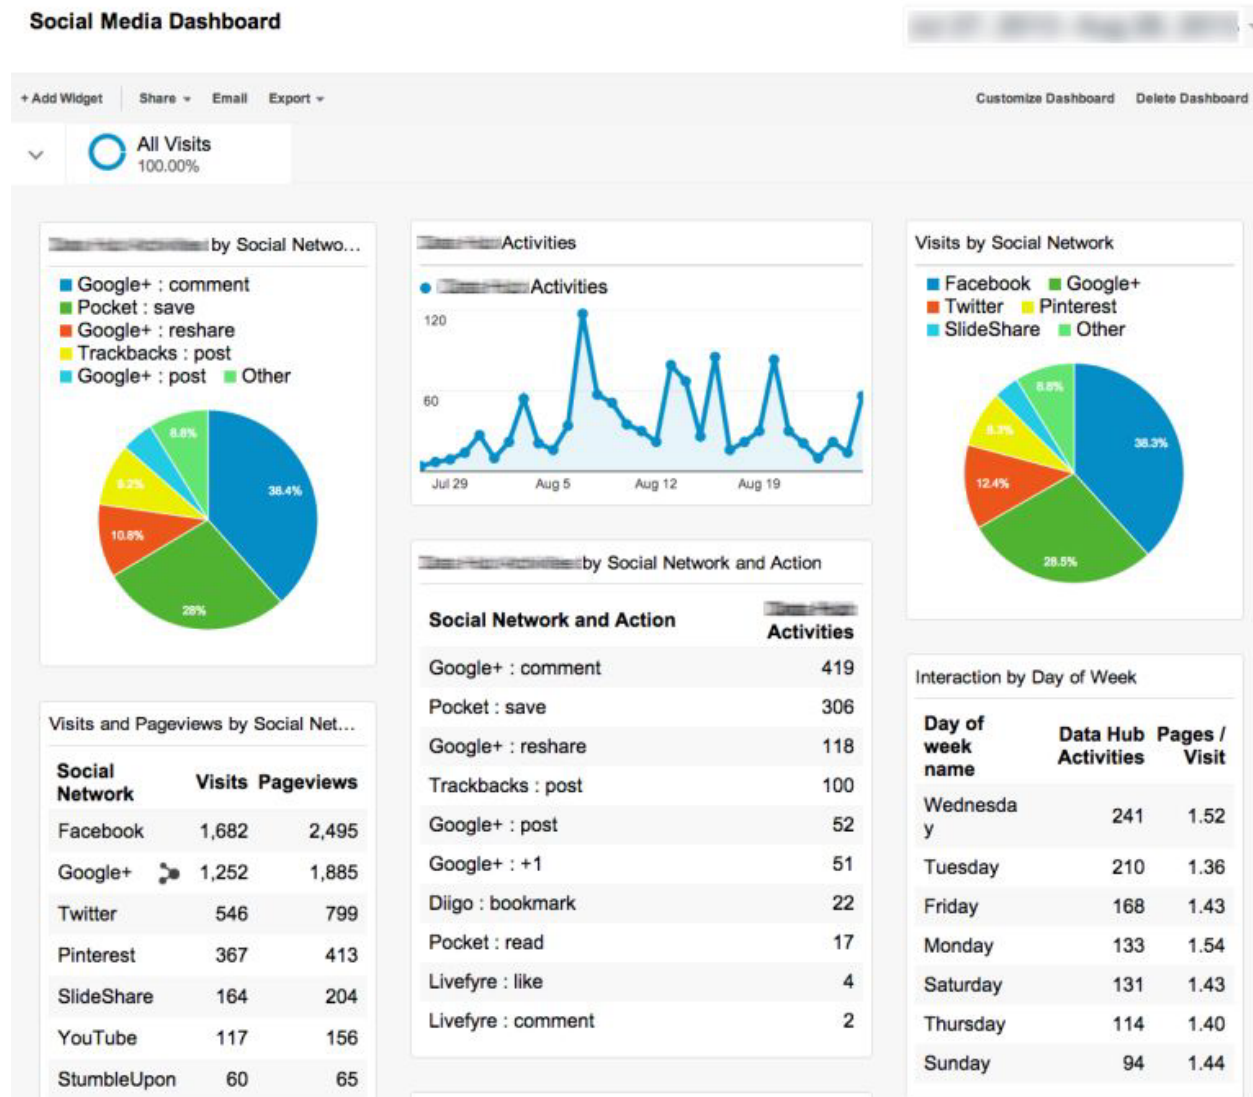 Social Media Dashboard
+ Add Widget Share Email Export Customize Dashboard Delete Dashboard
All Visits
100.00%
by Social Netwo...
Google+ : comment
Pocket : save
Google+ : reshare
Trackbacks : post
Google+ : post Other
8.8%
38.4%
9.2%
10.8%
28%
Visits and Pageviews by Social Net...
Social
Network Visits Pageviews
Facebook 1,682 2,495
Google+ 1,252 1,885
Twitter 546 799
Pinterest 367 413
SlideShare 164 204
YouTube 117 156
StumbleUpon 60 65
Activities
Activities
120
60
Jul 29 Aug 5 Aug 12 Aug 19
by Social Network and Action
Social Network and Action
Activities
Google+ : comment 419
Pocket : save 306
Google+ : reshare 118
Trackbacks : post 100
Google+ : post 52
Google+ : +1 51
Diigo : bookmark 22
Pocket : read 17
Livefyre : like 4
Livefyre : comment 2
Visits by Social Network
Facebook Google+
Twitter Pinterest
SlideShare Other
8.8%
8.3%
38.3%
12.4%
28.5%
Interaction by Day of Week
Day of
week
name
Data Hub
Activities
Pages /
Visit
Wednesda
y
241 1.52
Tuesday 210 1.36
Friday 168 1.43
Monday 133 1.54
Saturday 131 1.43
Thursday 114 1.40
Sunday 94 1.44